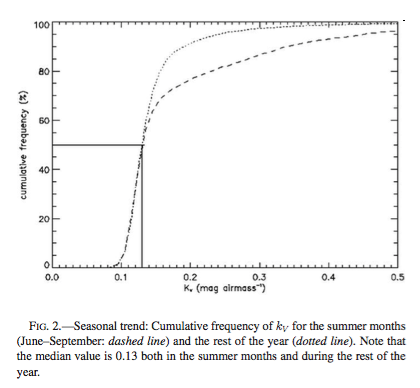 100
80
60
40
20
0
cumulative frequency (%)
0.0 0.1 0.2 0.3 0.4 0.5
Kv (mag airmass⁻¹)
FIG. 2.—Seasonal trend: Cumulative frequency of kV for the summer months
(June–September: dashed line) and the rest of the year (dotted line). Note that
the median value is 0.13 both in the summer months and during the rest of the
year.